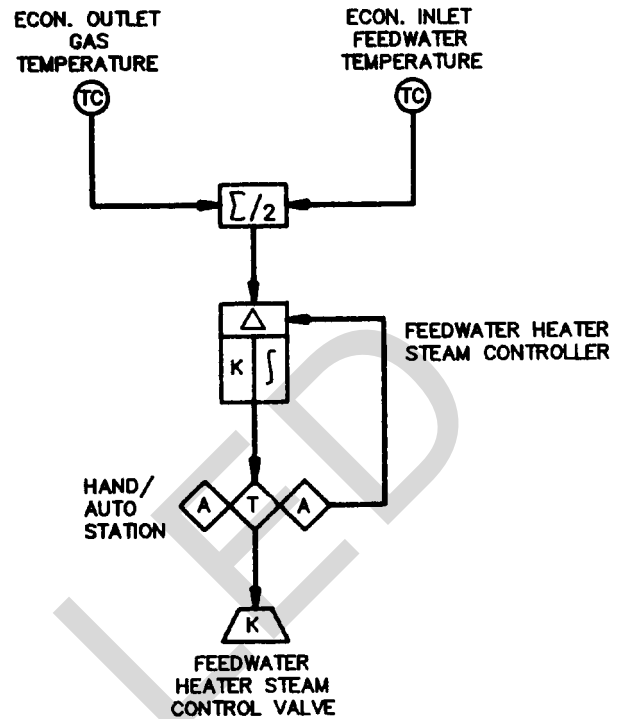 ECON. OUTLET
GAS
TEMPERATURE
TC
ECON. INLET
FEEDWATER
TEMPERATURE
TC
Σ/2
△
K ∫
FEEDWATER HEATER
STEAM CONTROLLER
HAND/
AUTO
STATION
A T A
K
FEEDWATER
HEATER STEAM
CONTROL VALVE
LED